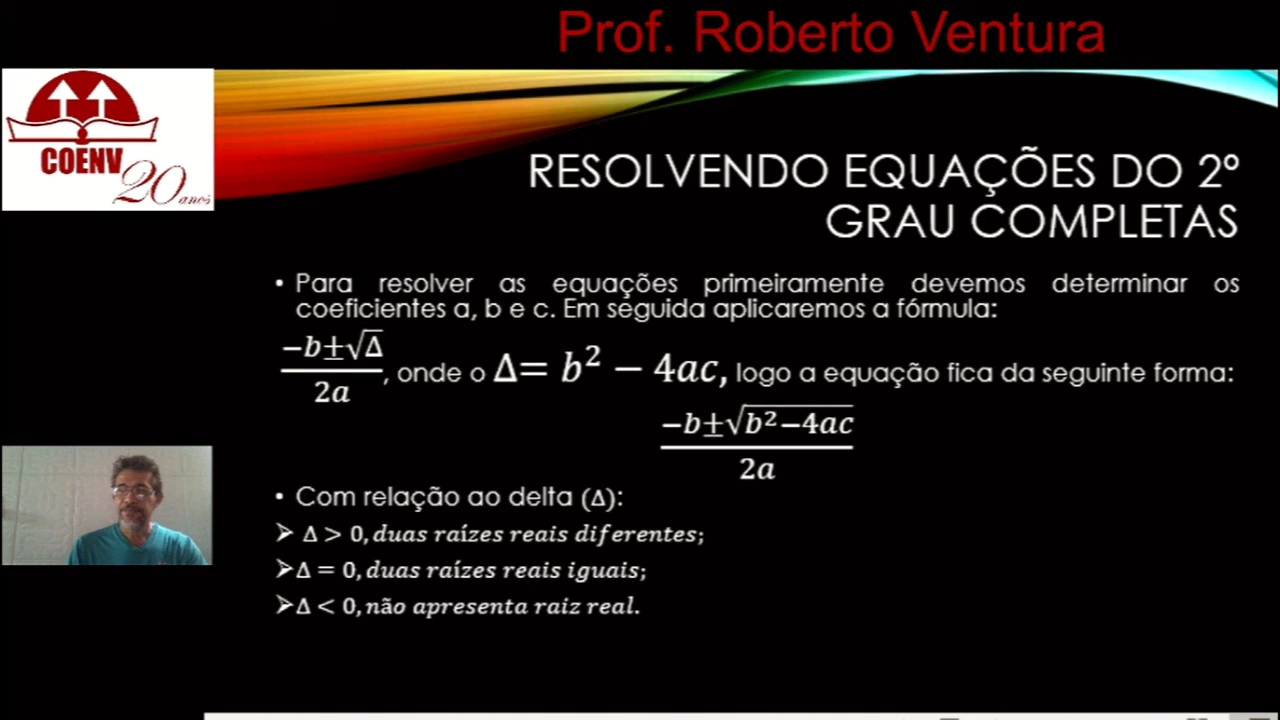 Prof. Roberto Ventura
COENV
20 anos
RESOLVENDO EQUAÇÕES DO 2º
GRAU COMPLETAS
• Para resolver as equações primeiramente devemos determinar os
coeficientes a, b e c. Em seguida aplicaremos a fórmula:
−b±√Δ
2a
, onde o Δ= b² − 4ac, logo a equação fica da seguinte forma:
−b±√b²−4ac
2a
• Com relação ao delta (Δ):
➤ Δ > 0, duas raízes reais diferentes;
➤Δ = 0, duas raízes reais iguais;
➤Δ < 0, não apresenta raiz real.